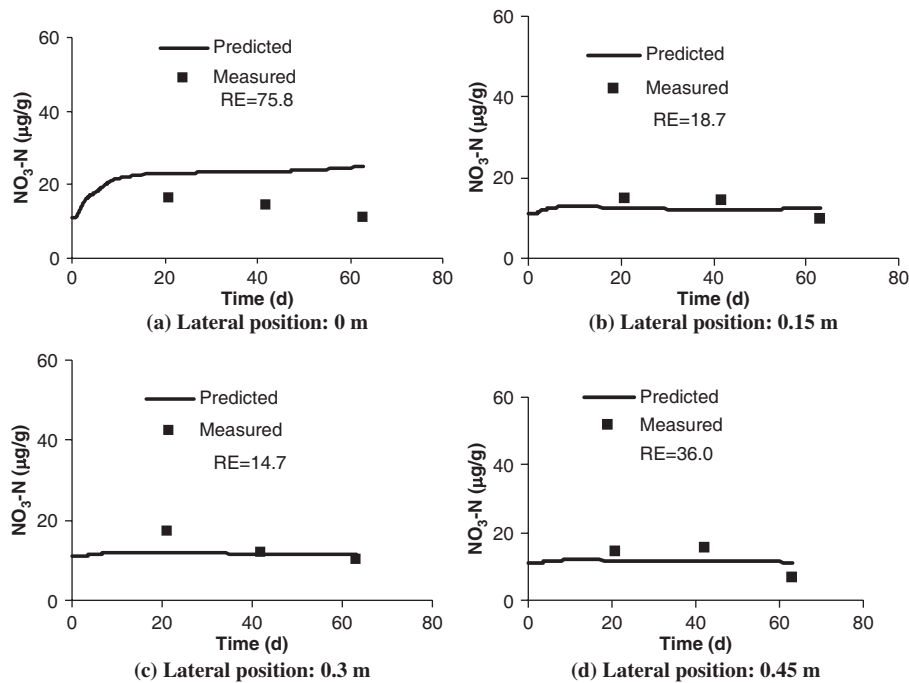 60
40
20
0
NO3-N (µg/g)
Predicted
Measured
RE=75.8
0 20 40 60 80
Time (d)
(a) Lateral position: 0 m
60
40
20
0
NO3-N (µg/g)
Predicted
Measured
RE=18.7
0 20 40 60 80
Time (d)
(b) Lateral position: 0.15 m
60
40
20
0
NO3-N (µg/g)
Predicted
Measured
RE=14.7
0 20 40 60 80
Time (d)
(c) Lateral position: 0.3 m
60
40
20
0
NO3-N (µg/g)
Predicted
Measured
RE=36.0
0 20 40 60 80
Time (d)
(d) Lateral position: 0.45 m